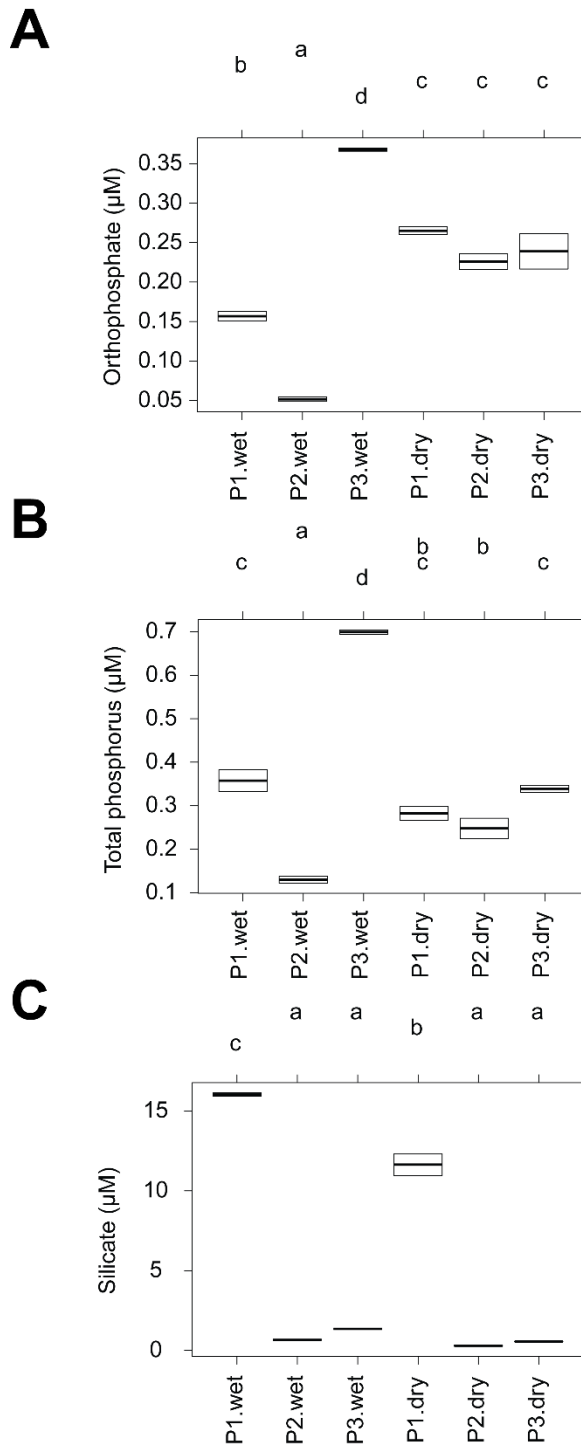 A
b a d c c c
Orthophosphate (µM)
0.35
0.30
0.25
0.20
0.15
0.05
P1.wet P2.wet P3.wet P1.dry P2.dry P3.dry
B
c a d b c b c
Total phosphorus (µM)
0.7
0.6
0.5
0.4
0.3
0.2
0.1
P1.wet P2.wet P3.wet P1.dry P2.dry P3.dry
C
c a a b a a
Silicate (µM)
15
10
5
0
P1.wet P2.wet P3.wet P1.dry P2.dry P3.dry